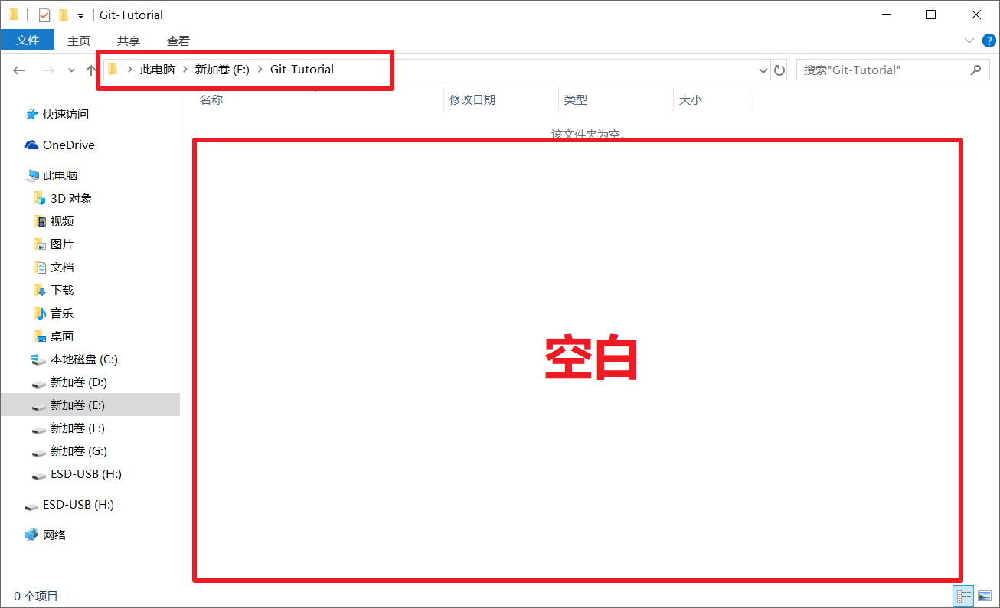 Git-Tutorial
文件 主页 共享 查看
此电脑 新加卷 (E:) Git-Tutorial
搜索"Git-Tutorial"
名称 修改日期 类型 大小
该文件夹为空。
快速访问
OneDrive
此电脑
3D 对象
视频
图片
文档
下载
音乐
桌面
本地磁盘 (C:)
新加卷 (D:)
新加卷 (E:)
新加卷 (F:)
新加卷 (G:)
ESD-USB (H:)
ESD-USB (H:)
网络
空白
0 个项目